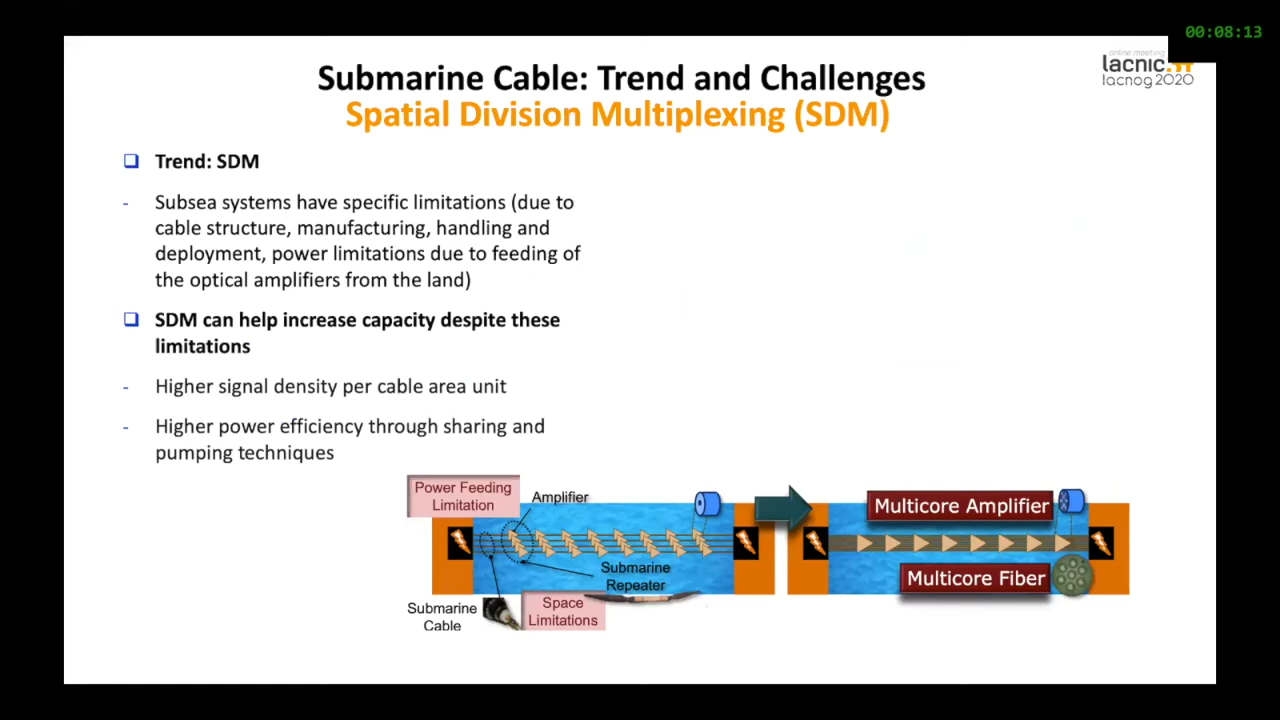 00:08:13
online meeting
lacnic
lacnog 2020
Submarine Cable: Trend and Challenges
Spatial Division Multiplexing (SDM)
Trend: SDM
- Subsea systems have specific limitations (due to
cable structure, manufacturing, handling and
deployment, power limitations due to feeding of
the optical amplifiers from the land)
SDM can help increase capacity despite these
limitations
- Higher signal density per cable area unit
- Higher power efficiency through sharing and
pumping techniques
Power Feeding
Limitation
Amplifier
Submarine
Repeater
Submarine
Cable
Space
Limitations
Multicore Amplifier
Multicore Fiber